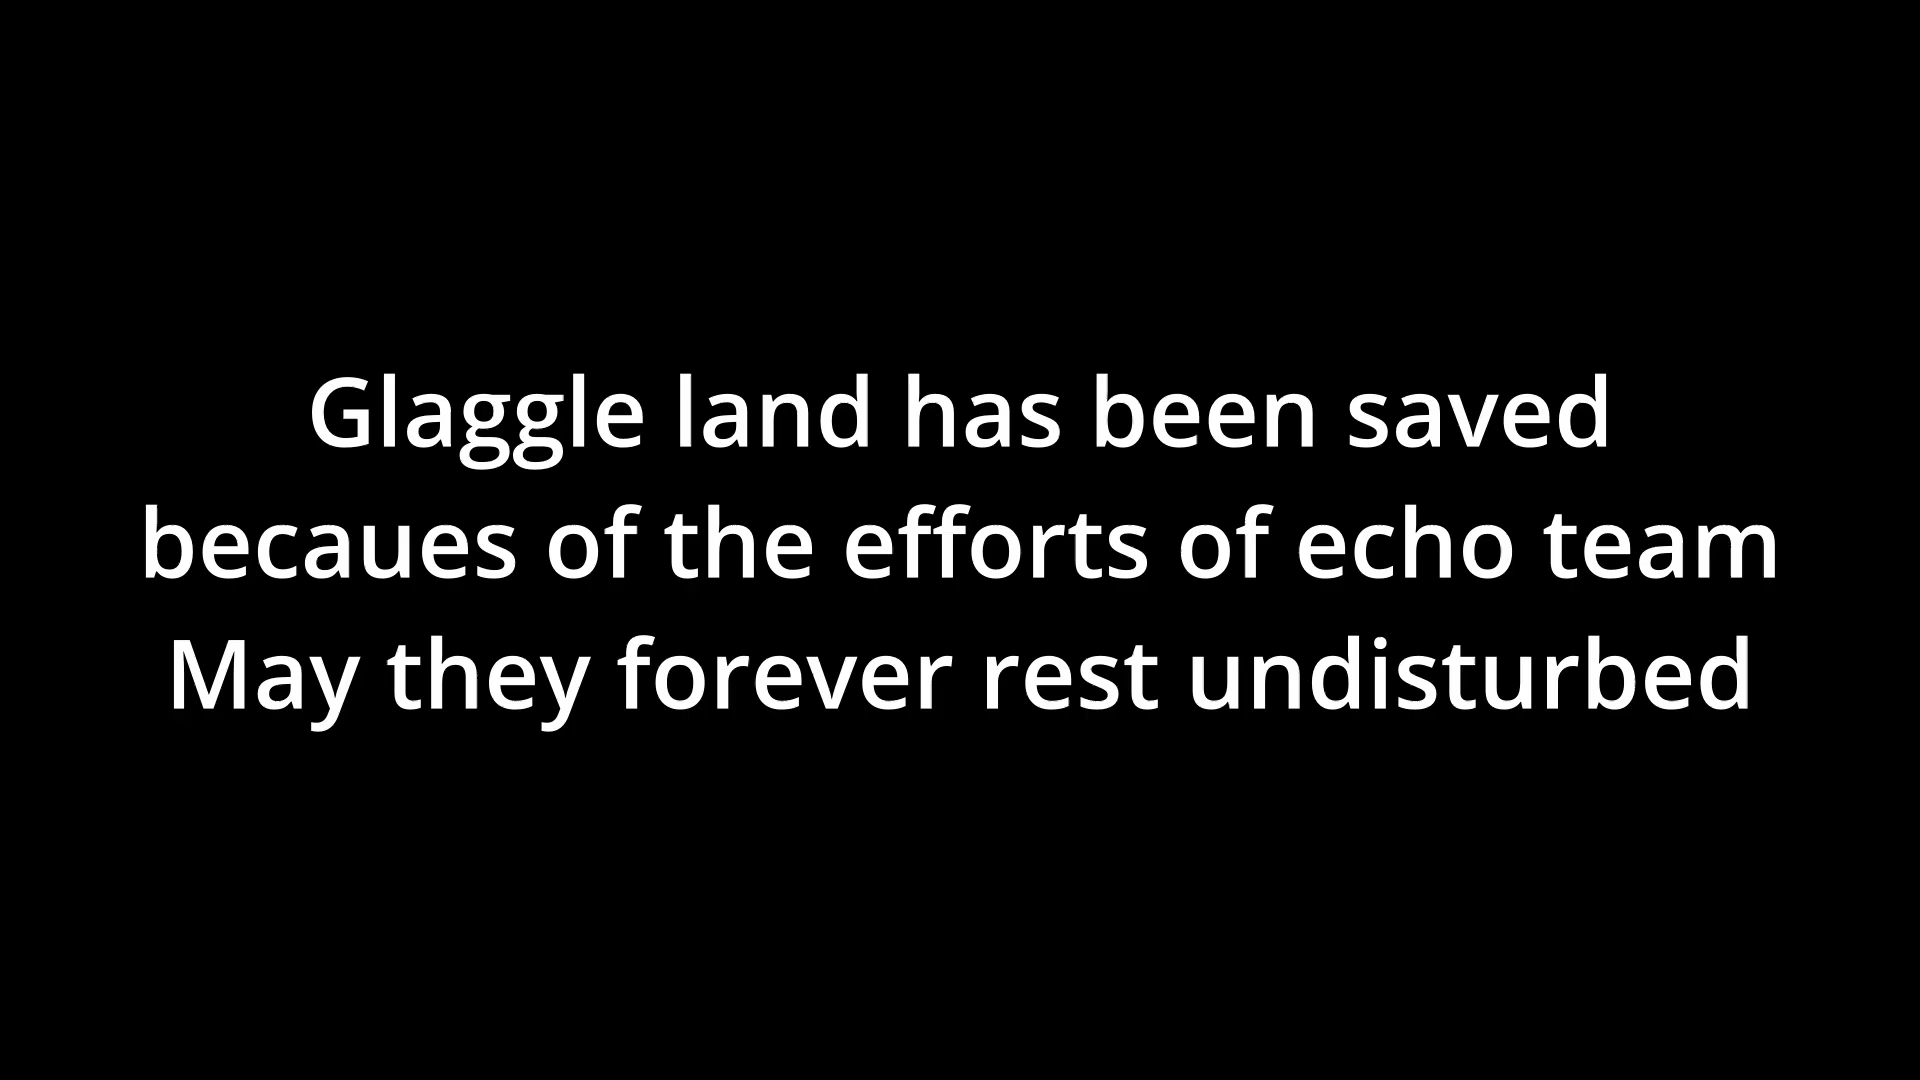 Glaggle land has been saved
becaues of the efforts of echo team
May they forever rest undisturbed